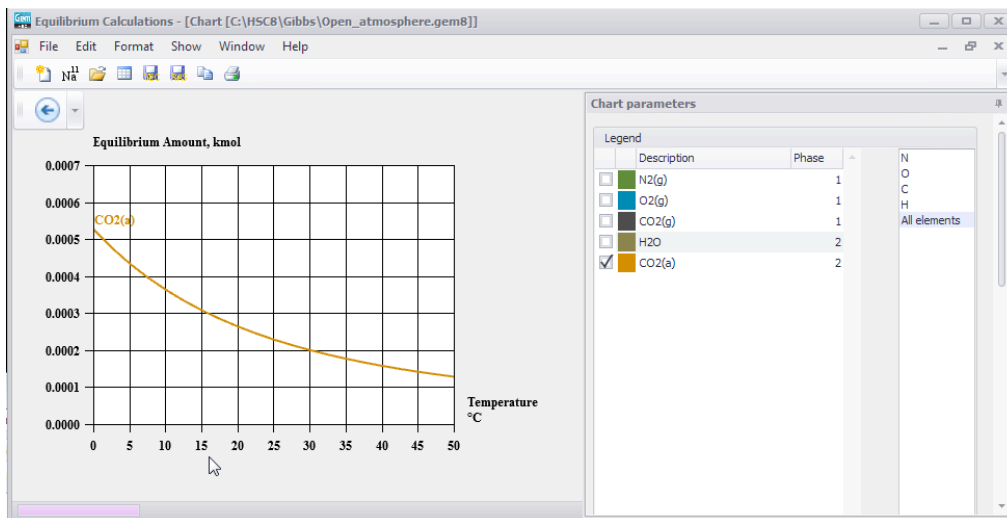 Gem
Equilibrium Calculations - [Chart [C:\HSC8\Gibbs\Open_atmosphere.gem8]]
File Edit Format Show Window Help
Na 11
Chart parameters
Legend
Description Phase
N2(g) 1
O2(g) 1
CO2(g) 1
H2O 2
CO2(a) 2
N
O
C
H
All elements
Equilibrium Amount, kmol
0.0007
0.0006
CO2(a)
0.0005
0.0004
0.0003
0.0002
0.0001
0.0000
Temperature
°C
0 5 10 15 20 25 30 35 40 45 50